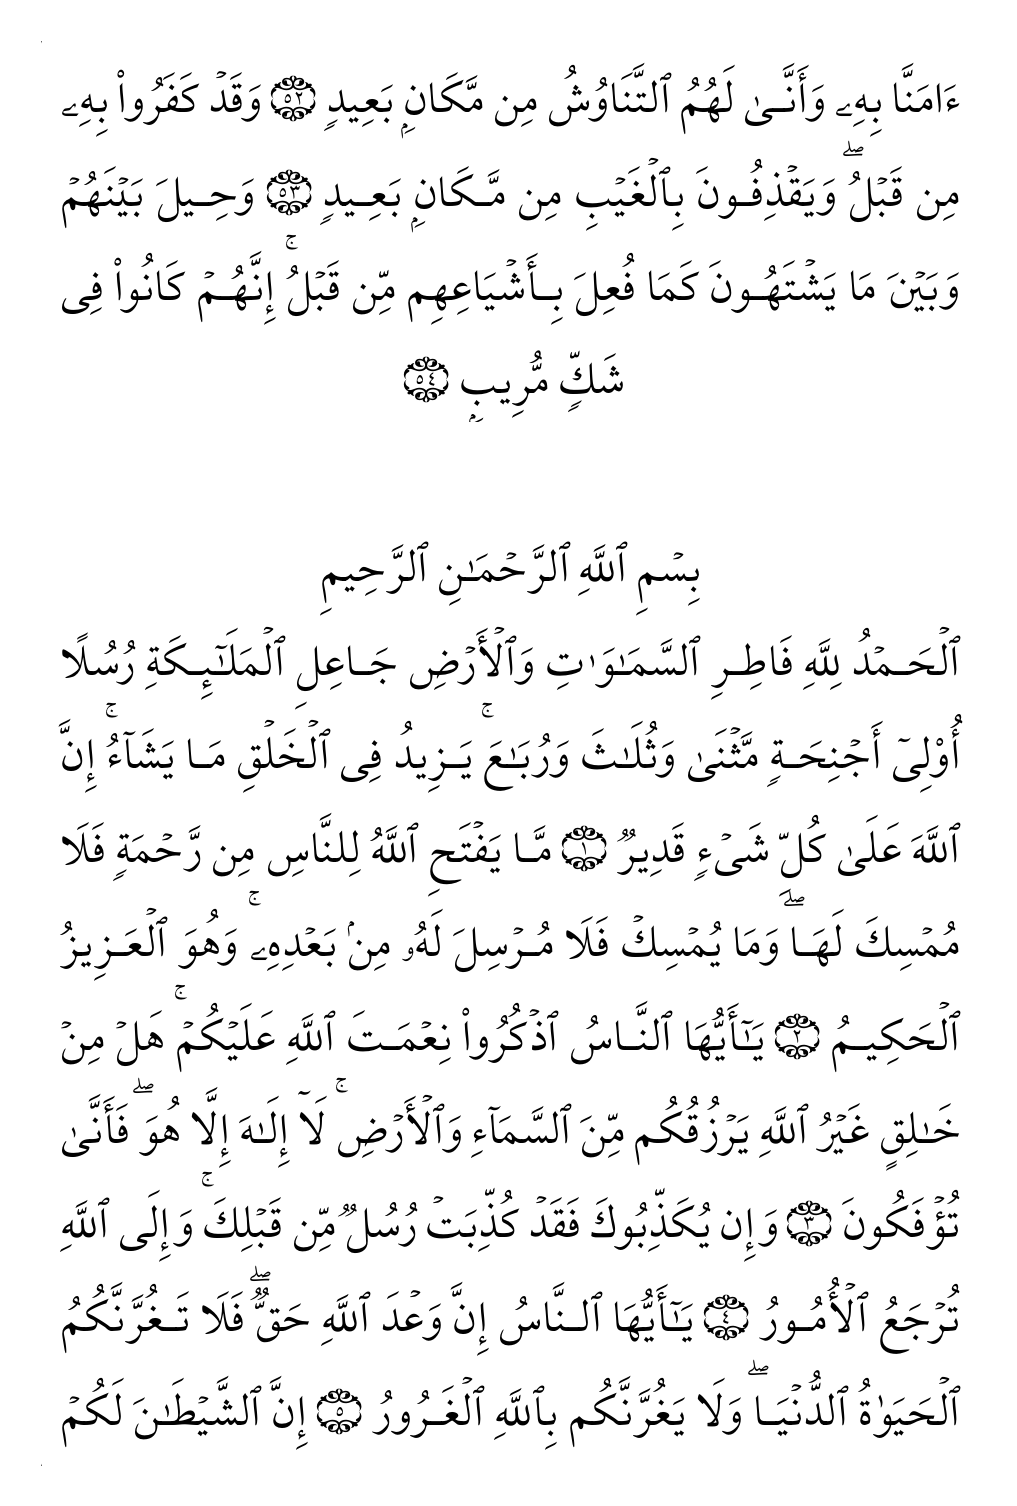 ءَامَنَّا بِهِۦ وَأَنَّىٰ لَهُمُ ٱلتَّنَاوُشُ مِن مَّكَانِۭ بَعِيدٍ ۝٥٢ وَقَدۡ كَفَرُواْ بِهِۦ
مِن قَبۡلُۖ وَيَقۡذِفُونَ بِٱلۡغَيۡبِ مِن مَّكَانِۭ بَعِيدٍ ۝٥٣ وَحِيلَ بَيۡنَهُمۡ
وَبَيۡنَ مَا يَشۡتَهُونَ كَمَا فُعِلَ بِأَشۡيَاعِهِم مِّن قَبۡلُۚ إِنَّهُمۡ كَانُواْ فِى
شَكٍّ مُّرِيبِۭ ۝٥٤
بِسۡمِ ٱللَّهِ ٱلرَّحۡمَـٰنِ ٱلرَّحِيمِ
ٱلۡحَمۡدُ لِلَّهِ فَاطِرِ ٱلسَّمَـٰوَٰتِ وَٱلۡأَرۡضِ جَاعِلِ ٱلۡمَلَـٰٓئِكَةِ رُسُلًا
أُوْلِىٓ أَجۡنِحَةٍ مَّثۡنَىٰ وَثُلَـٰثَ وَرُبَـٰعَۚ يَزِيدُ فِى ٱلۡخَلۡقِ مَا يَشَآءُۚ إِنَّ
ٱللَّهَ عَلَىٰ كُلِّ شَىۡءٍ قَدِيرٌ ۝١ مَّا يَفۡتَحِ ٱللَّهُ لِلنَّاسِ مِن رَّحۡمَةٍ فَلَا
مُمۡسِكَ لَهَاۖ وَمَا يُمۡسِكۡ فَلَا مُرۡسِلَ لَهُۥ مِنۢ بَعۡدِهِۦۚ وَهُوَ ٱلۡعَزِيزُ
ٱلۡحَكِيمُ ۝٢ يَـٰٓأَيُّهَا ٱلنَّاسُ ٱذۡكُرُواْ نِعۡمَتَ ٱللَّهِ عَلَيۡكُمۡۚ هَلۡ مِنۡ
خَـٰلِقٍ غَيۡرُ ٱللَّهِ يَرۡزُقُكُم مِّنَ ٱلسَّمَآءِ وَٱلۡأَرۡضِۚ لَآ إِلَـٰهَ إِلَّا هُوَۖ فَأَنَّىٰ
تُؤۡفَكُونَ ۝٣ وَإِن يُكَذِّبُوكَ فَقَدۡ كُذِّبَتۡ رُسُلٌ مِّن قَبۡلِكَۚ وَإِلَى ٱللَّهِ
تُرۡجَعُ ٱلۡأُمُورُ ۝٤ يَـٰٓأَيُّهَا ٱلنَّاسُ إِنَّ وَعۡدَ ٱللَّهِ حَقٌّۖ فَلَا تَغُرَّنَّكُمُ
ٱلۡحَيَوٰةُ ٱلدُّنۡيَاۖ وَلَا يَغُرَّنَّكُم بِٱللَّهِ ٱلۡغَرُورُ ۝٥ إِنَّ ٱلشَّيۡطَـٰنَ لَكُمۡ